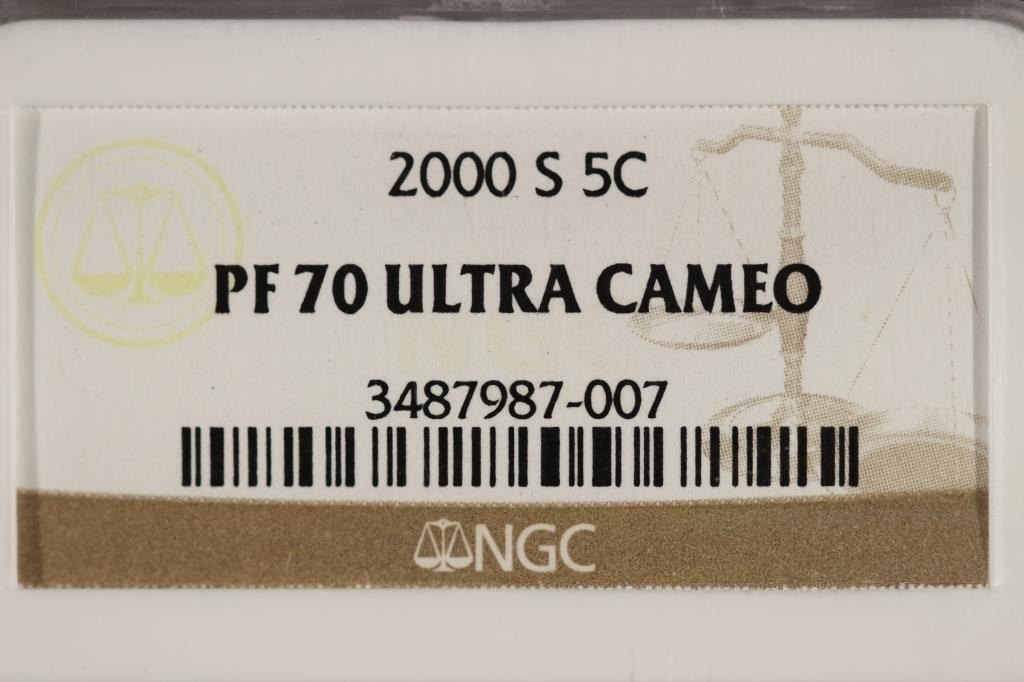 2000 S 5C
PF 70 ULTRA CAMEO
3487987-007
NGC